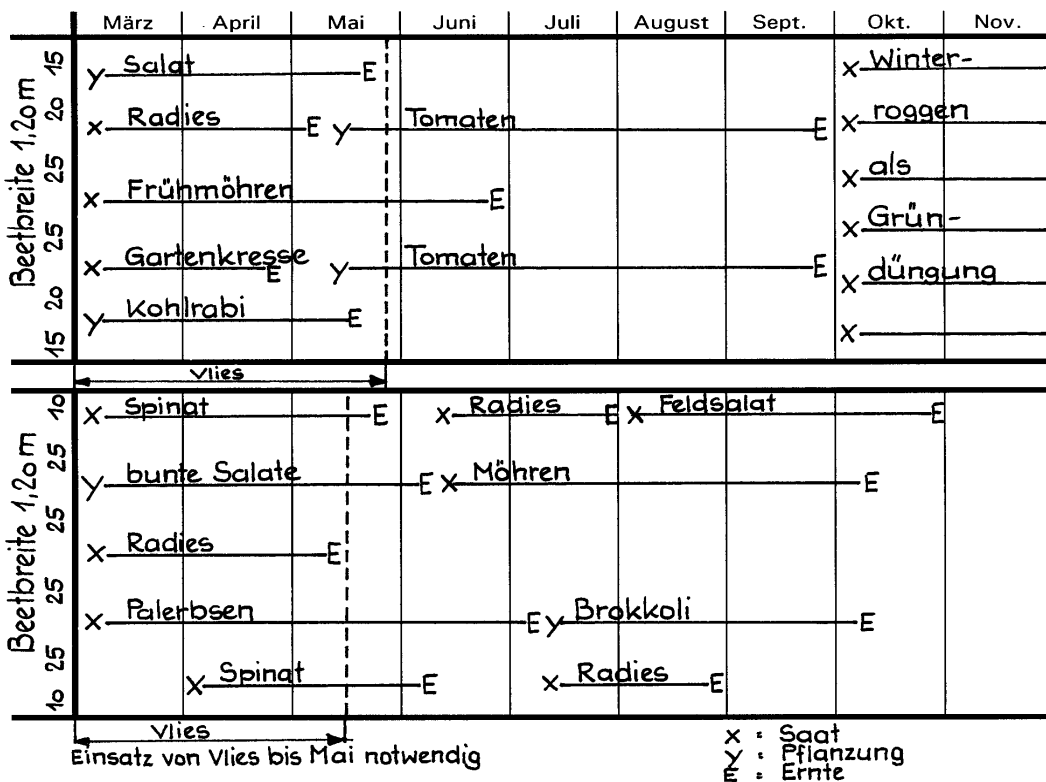 März April Mai Juni Juli August Sept. Okt. Nov.
Beetbreite 1,20m
15 20 25 25 20 15
Y Salat E X Winter-
X Radies E Y Tomaten E X roggen
X Frühmöhren E X als
X Gartenkresse E Y Tomaten E X Grün-
Y Kohlrabi E X düngung
X
Vlies
Beetbreite 1,20m
10 25 25 25 25 10
X Spinat E X Radies E X Feldsalat E
Y bunte Salate E X Möhren E
X Radies E
X Palerbsen E Y Brokkoli E
X Spinat E X Radies E
Vlies
Einsatz von Vlies bis Mai notwendig
X = Saat
Y = Pflanzung
E = Ernte